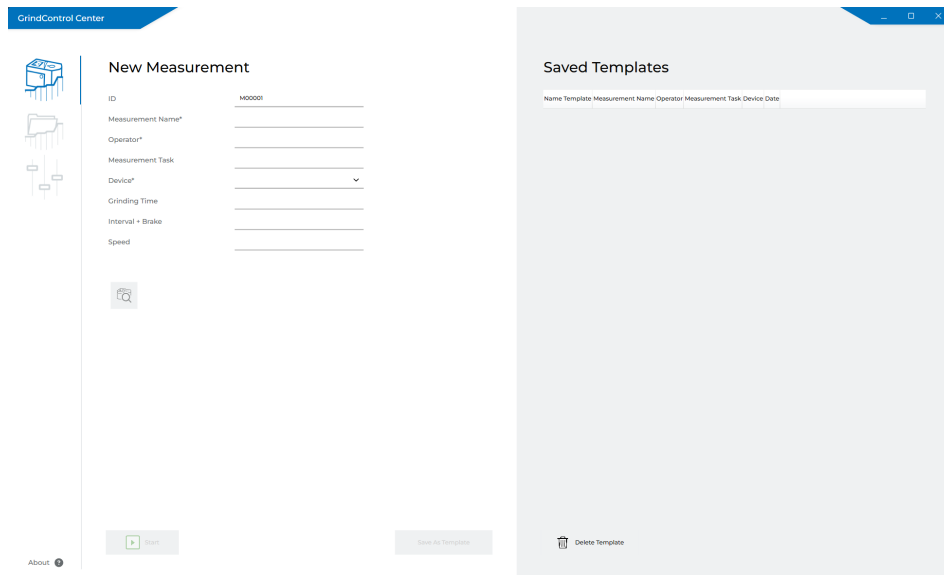 GrindControl Center
New Measurement
ID M00001
Measurement Name*
Operator*
Measurement Task
Device*
Grinding Time
Interval + Brake
Speed
Start
Save As Template
About ?
Saved Templates
Name Template Measurement Name Operator Measurement Task Device Date
Delete Template